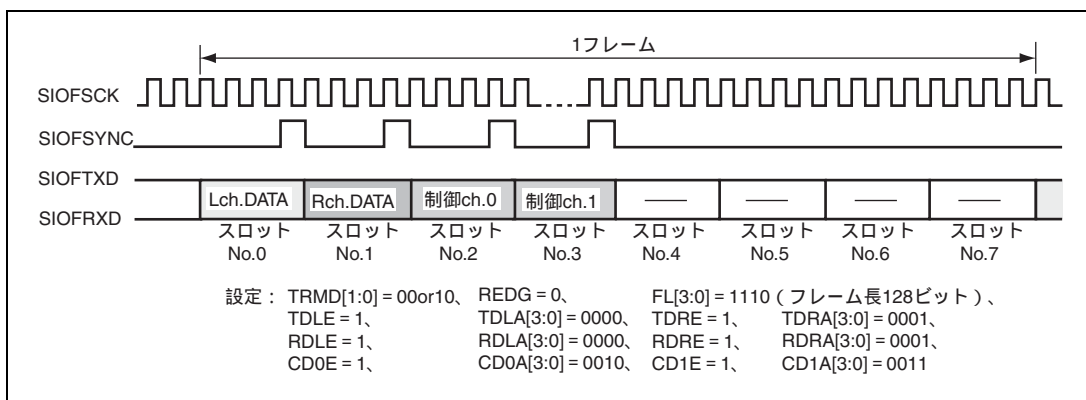 1フレーム
SIOFSCK
SIOFSYNC
SIOFTXD
SIOFRXD
Lch.DATA Rch.DATA 制御ch.0 制御ch.1 —— —— —— ——
スロット スロット スロット スロット スロット スロット スロット スロット
No.0 No.1 No.2 No.3 No.4 No.5 No.6 No.7
設定： TRMD[1:0] = 00or10、 REDG = 0、 FL[3:0] = 1110（フレーム長128ビット）、
TDLE = 1、 TDLA[3:0] = 0000、 TDRE = 1、 TDRA[3:0] = 0001、
RDLE = 1、 RDLA[3:0] = 0000、 RDRE = 1、 RDRA[3:0] = 0001、
CD0E = 1、 CD0A[3:0] = 0010、 CD1E = 1、 CD1A[3:0] = 0011